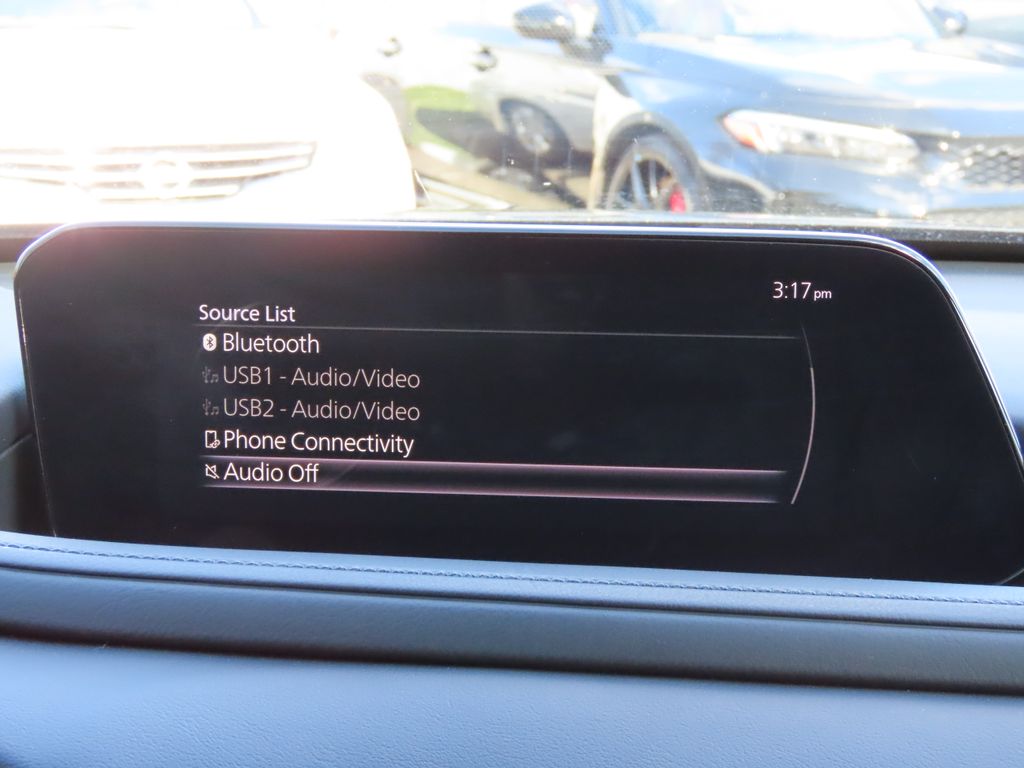 3:17 pm
Source List
Bluetooth
USB1 - Audio/Video
USB2 - Audio/Video
Phone Connectivity
Audio Off